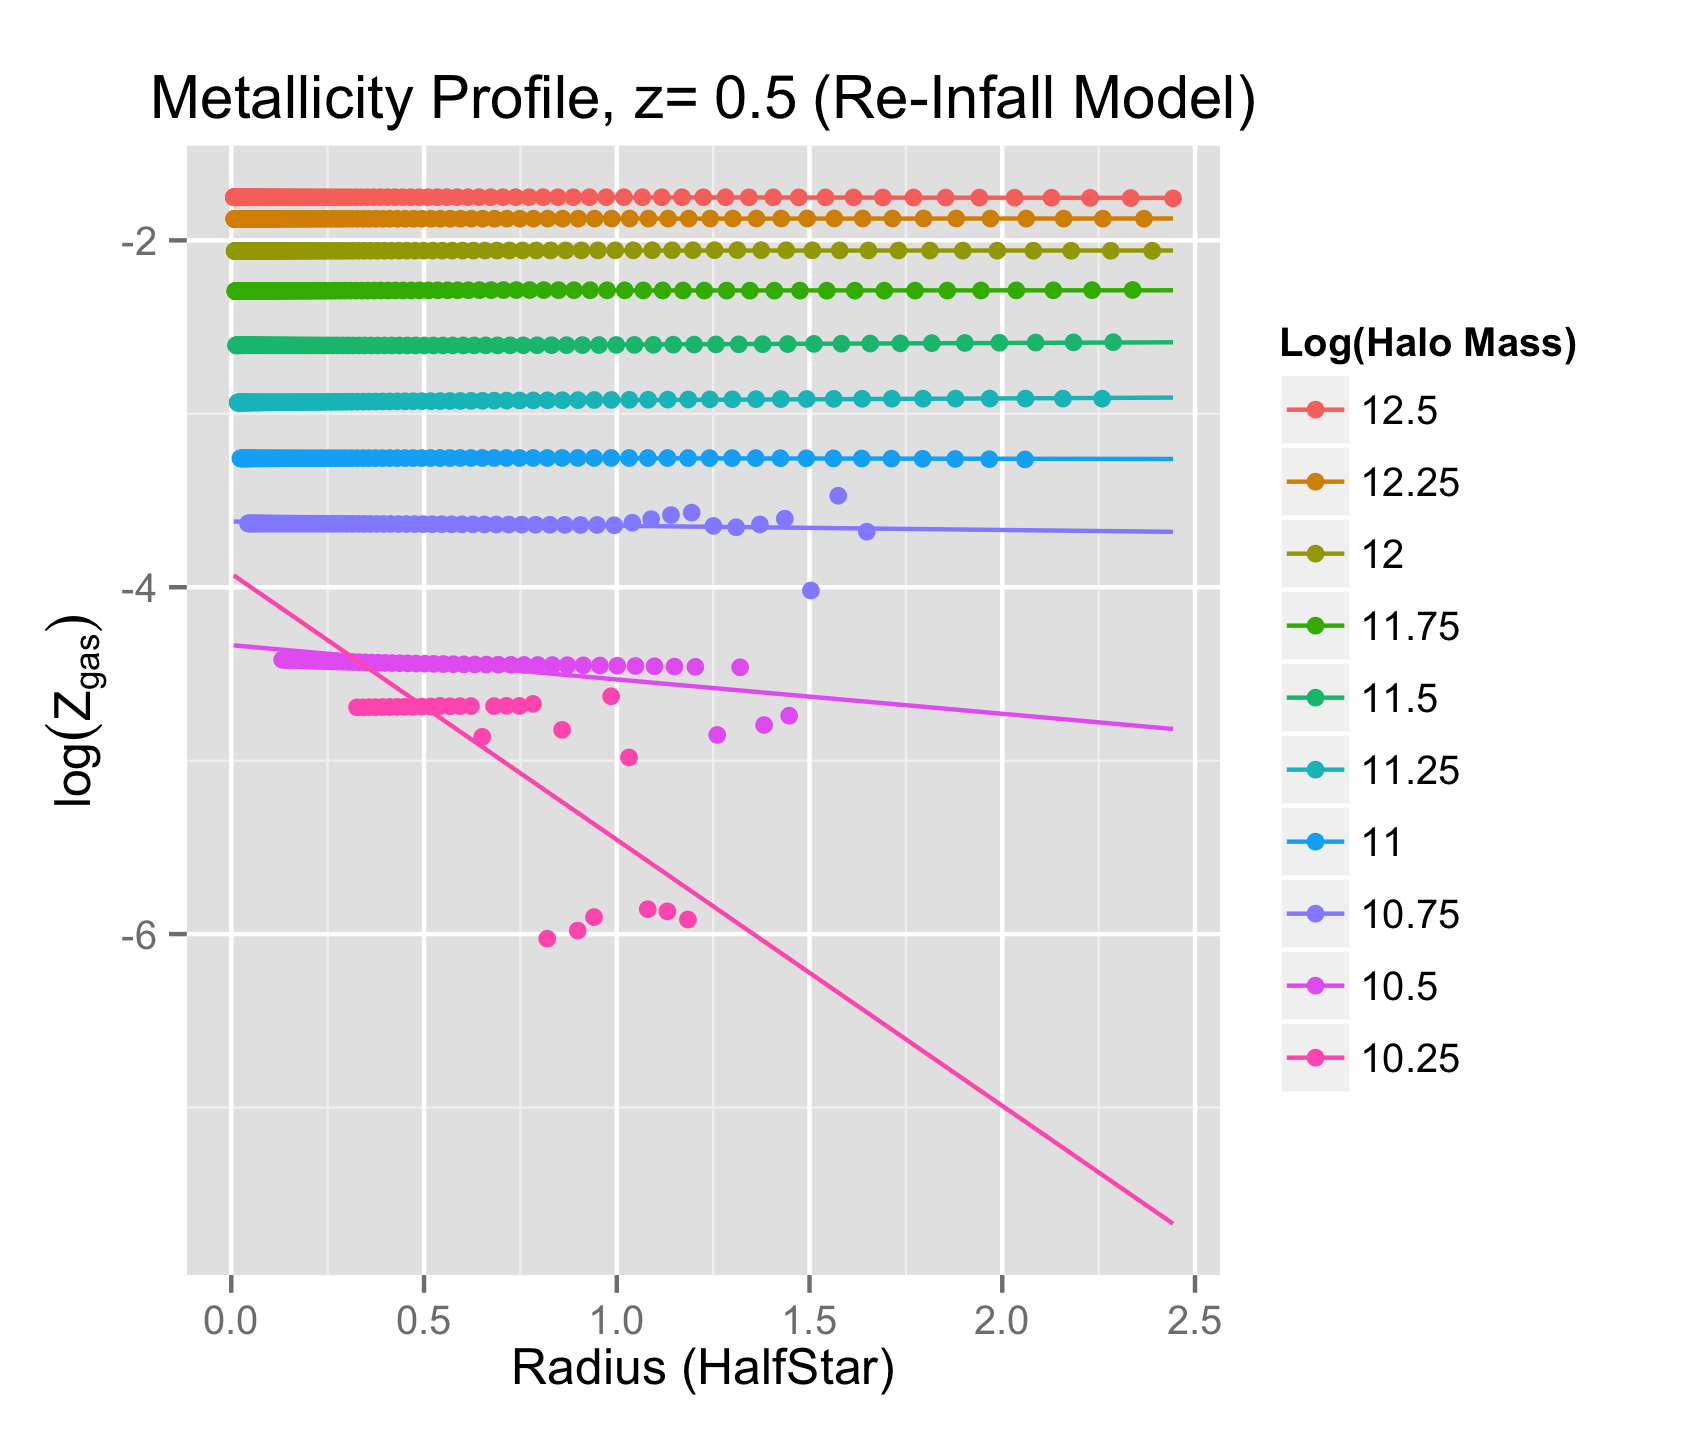 Metallicity Profile, z= 0.5 (Re-Infall Model)
-2
-4
-6
log(Zgas)
0.0 0.5 1.0 1.5 2.0 2.5
Radius (HalfStar)
Log(Halo Mass)
12.5
12.25
12
11.75
11.5
11.25
11
10.75
10.5
10.25